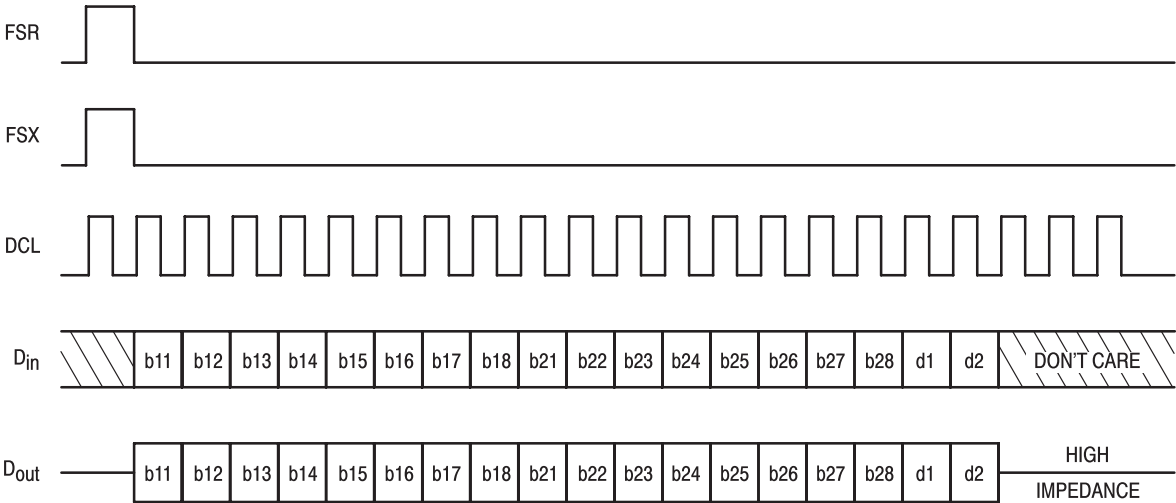 FSR
FSX
DCL
Din b11 b12 b13 b14 b15 b16 b17 b18 b21 b22 b23 b24 b25 b26 b27 b28 d1 d2 DON'T CARE
Dout b11 b12 b13 b14 b15 b16 b17 b18 b21 b22 b23 b24 b25 b26 b27 b28 d1 d2 HIGH
IMPEDANCE